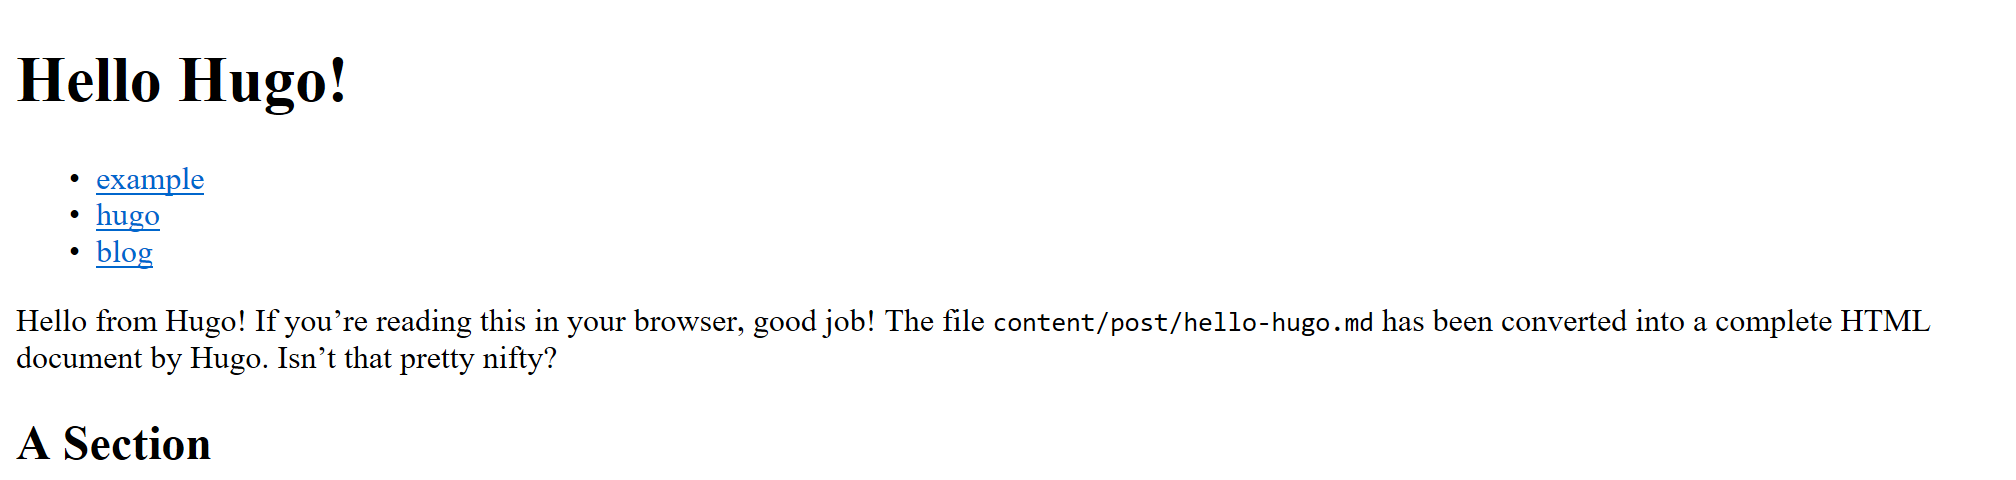 Hello Hugo!
• example
• hugo
• blog
Hello from Hugo! If you’re reading this in your browser, good job! The file content/post/hello-hugo.md has been converted into a complete HTML
document by Hugo. Isn’t that pretty nifty?
A Section